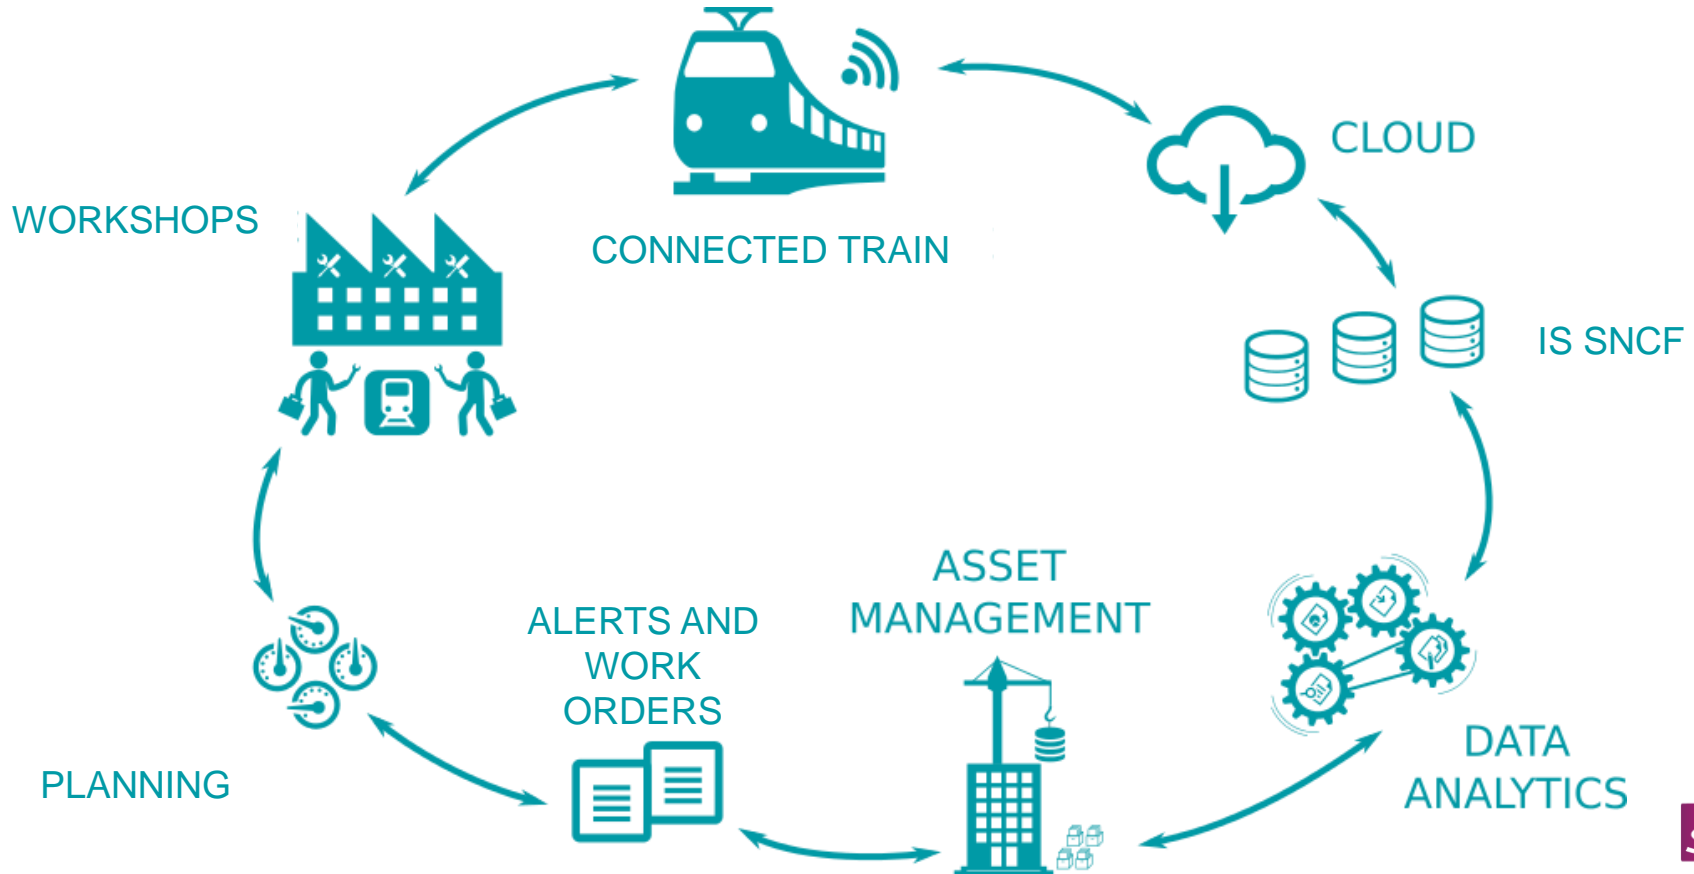 CLOUD
WORKSHOPS
CONNECTED TRAIN
IS SNCF
ASSET
MANAGEMENT
ALERTS AND
WORK
ORDERS
DATA
ANALYTICS
PLANNING